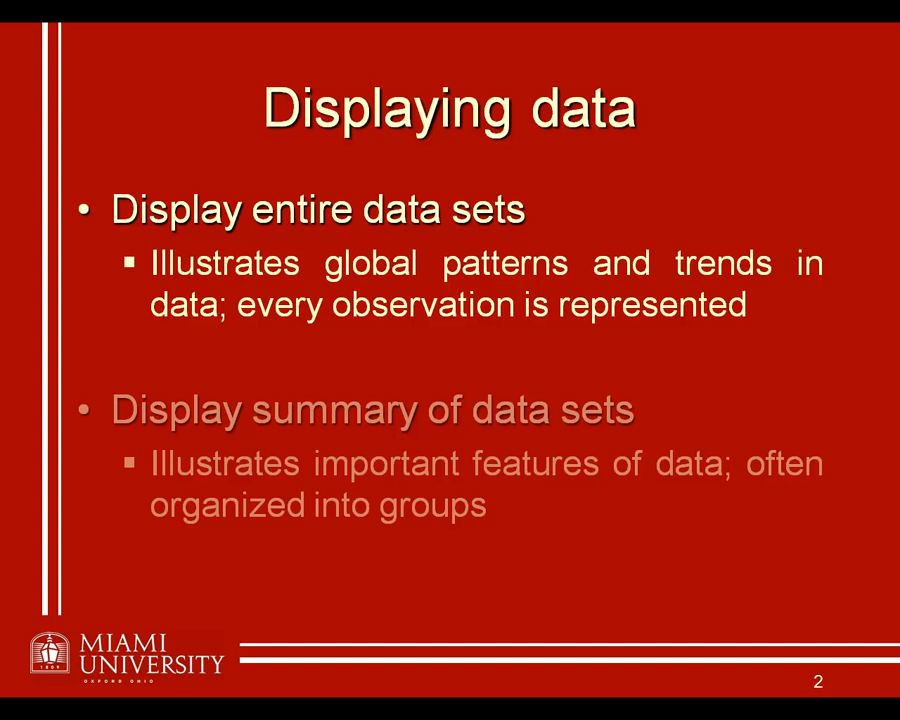 Displaying data
• Display entire data sets
▪ Illustrates global patterns and trends in
data; every observation is represented
• Display summary of data sets
▪ Illustrates important features of data; often
organized into groups
1809
MIAMI
UNIVERSITY
OXFORD OHIO
2